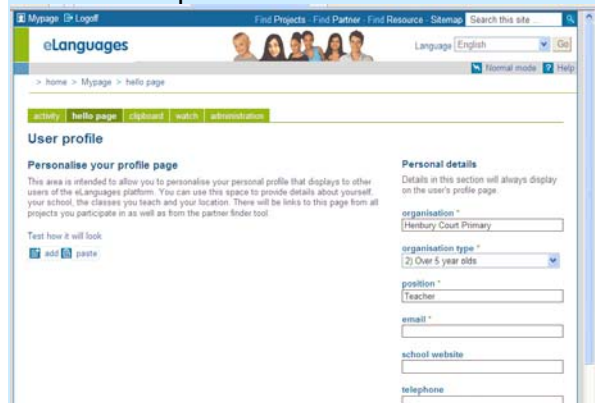 Mypage Logoff Find Projects - Find Partner - Find Resource - Sitemap Search this site ...
eLanguages Language English Go
Normal mode ? Help
> home > Mypage > hello page
activity hello page clipboard watch administration
User profile
Personalise your profile page
This area is intended to allow you to personalise your personal profile that displays to other
users of the eLanguages platform. You can use this space to provide details about yourself,
your school, the classes you teach and your location. There will be links to this page from all
projects you participate in as well as from the partner finder tool
Test how it will look
add paste
Personal details
Details in this section will always display
on the user's profile page.
organisation *
Henbury Court Primary
organisation type *
2) Over 5 year olds
position *
Teacher
email *
school website
telephone